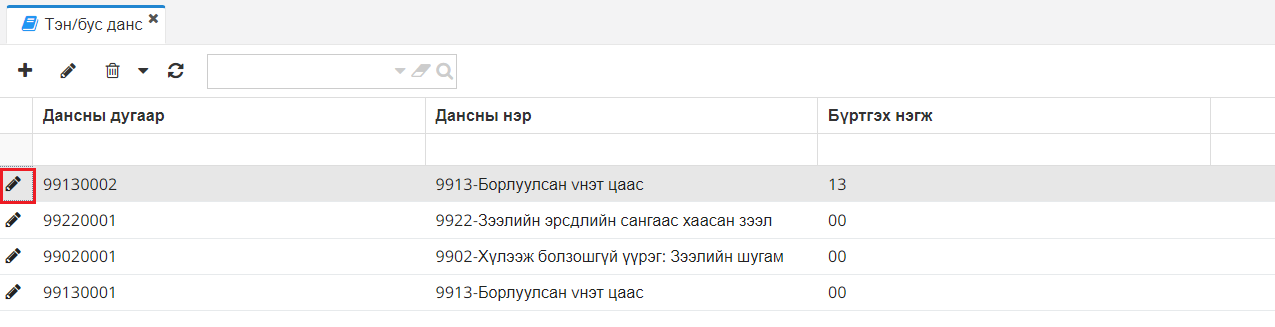 Тэн/бус данс
Дансны дугаар Дансны нэр Бүртгэх нэгж
99130002 9913-Борлуулсан vнэт цаас 13
99220001 9922-Зээлийн эрсдлийн сангаас хаасан зээл 00
99020001 9902-Хүлээж болзошгүй үүрэг: Зээлийн шугам 00
99130001 9913-Борлуулсан vнэт цаас 00